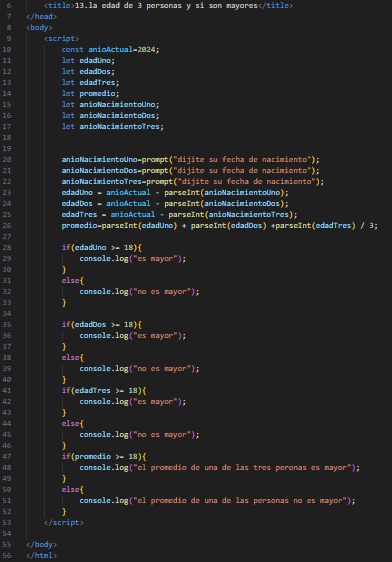 6 <title>13.la edad de 3 personas y si son mayores</title>
7 </head>
8 <body>
9 <script>
10 const anioActual=2024;
11 let edadUno;
12 let edadDos;
13 let edadTres;
14 let promedio;
15 let anioNacimientoUno;
16 let anioNacimientoDos;
17 let anioNacimientoTres;
18
19
20 anioNacimientoUno=prompt("dijite su fecha de nacimiento");
21 anioNacimientoDos=prompt("dijite su fecha de nacimiento");
22 anioNacimientoTres=prompt("dijite su fecha de nacimiento");
23 edadUno = anioActual - parseInt(anioNacimientoUno);
24 edadDos = anioActual - parseInt(anioNacimientoDos);
25 edadTres = anioActual - parseInt(anioNacimientoTres);
26 promedio=parseInt(edadUno) + parseInt(edadDos) +parseInt(edadTres) / 3;
27
28 if(edadUno >= 18){
29 console.log("es mayor");
30 }
31 else{
32 console.log("no es mayor");
33 }
34
35 if(edadDos >= 18){
36 console.log("es mayor");
37 }
38 else{
39 console.log("no es mayor");
40 }
41 if(edadTres >= 18){
42 console.log("es mayor");
43 }
44 else{
45 console.log("no es mayor");
46 }
47 if(promedio >= 18){
48 console.log("el promedio de una de las tres peronas es mayor");
49 }
50 else{
51 console.log("el promedio de una de las personas no es mayor");
52 }
53 </script>
54
55 </body>
56 </html>